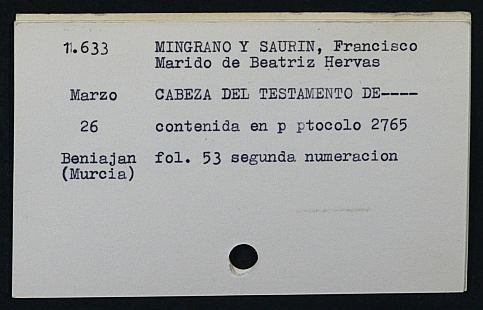 11.633 MINGRANO Y SAURIN, Francisco
Marido de Beatriz Hervas
Marzo CABEZA DEL TESTAMENTO DE----
26 contenida en p ptocolo 2765
Beniajan fol. 53 segunda numeracion
(Murcia)